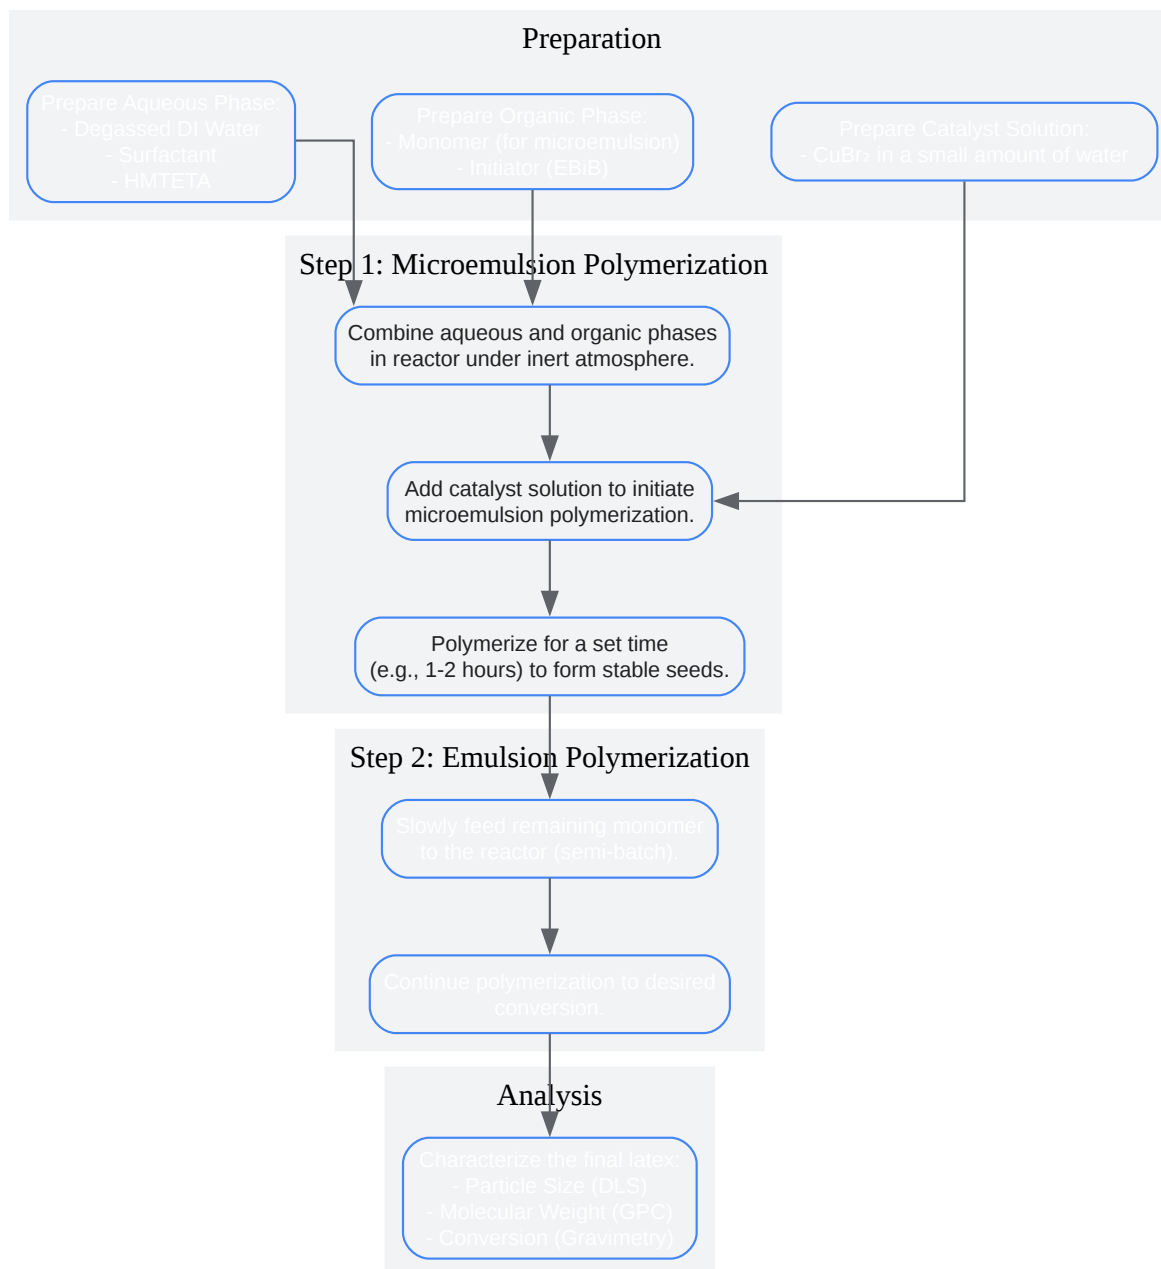 Preparation
Prepare Aqueous Phase:
- Degassed DI Water
- Surfactant
- HMTETA
Prepare Organic Phase:
- Monomer (for microemulsion)
- Initiator (EBiB)
Prepare Catalyst Solution:
- CuBr₂ in a small amount of water
Step 1: Microemulsion Polymerization
Combine aqueous and organic phases
in reactor under inert atmosphere.
Add catalyst solution to initiate
microemulsion polymerization.
Polymerize for a set time
(e.g., 1-2 hours) to form stable seeds.
Step 2: Emulsion Polymerization
Slowly feed remaining monomer
to the reactor (semi-batch).
Continue polymerization to desired
conversion.
Analysis
Characterize the final latex:
- Particle Size (DLS)
- Molecular Weight (GPC)
- Conversion (Gravimetry)